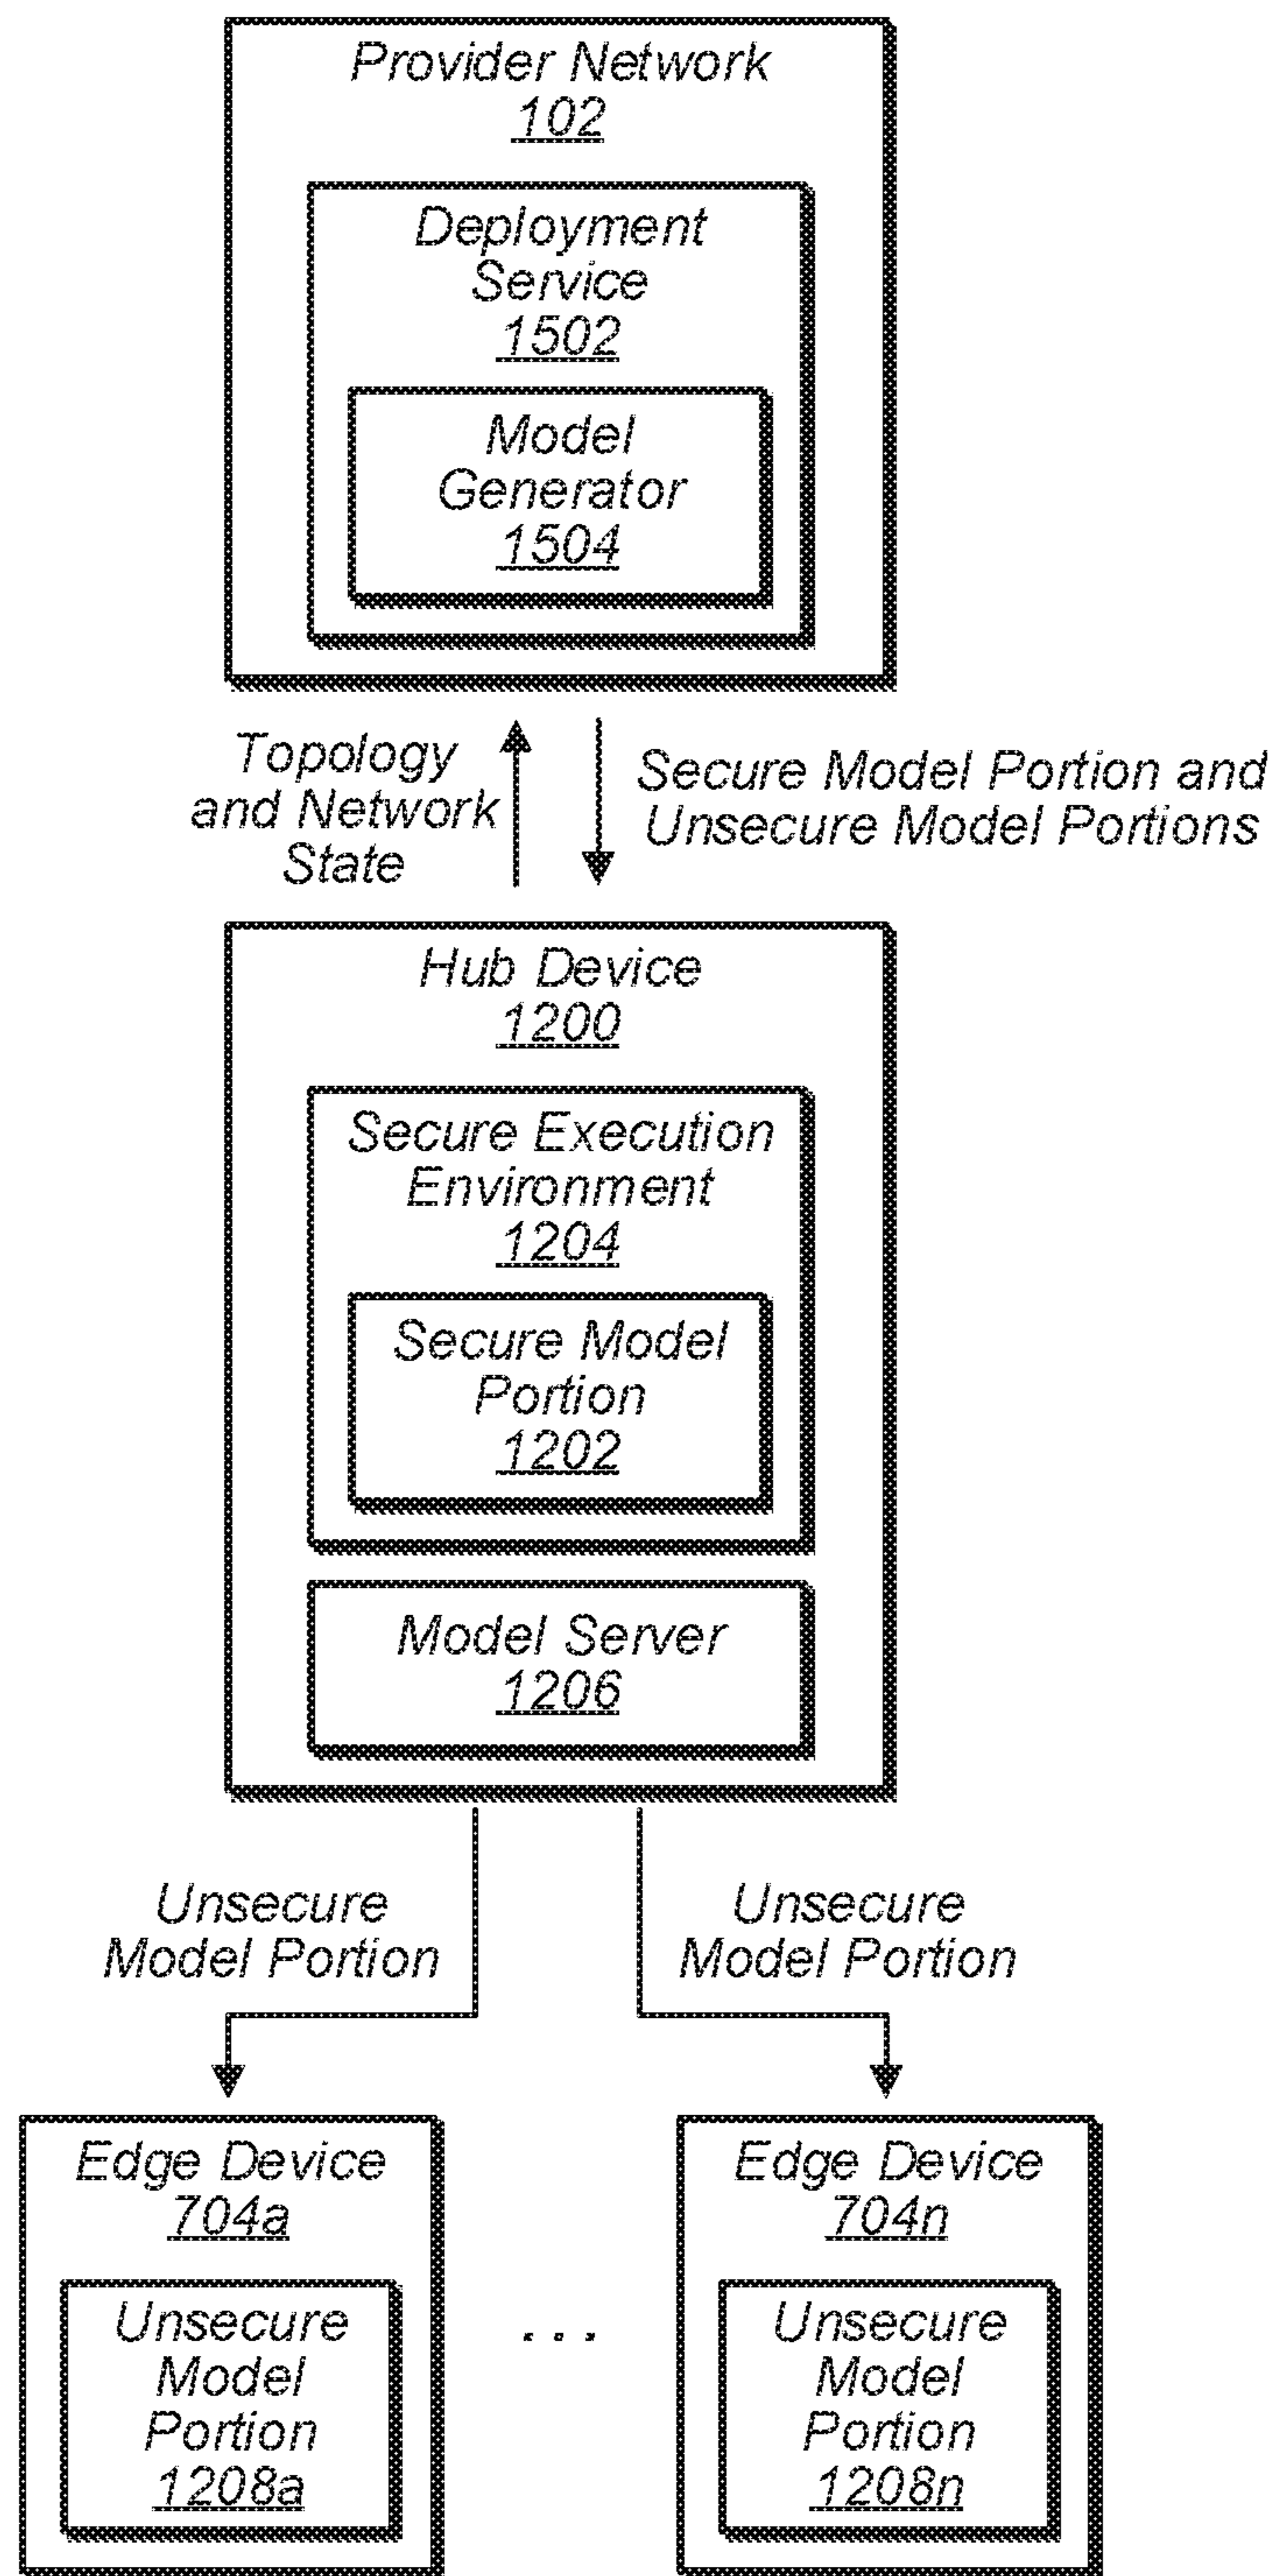 Provider Network
102
Deployment
Service
1502
Model
Generator
1504
Topology
and Network
State
Secure Model Portion and
Unsecure Model Portions
Hub Device
1200
Secure Execution
Environment
1204
Secure Model
Portion
1202
Model Server
1206
Unsecure
Model Portion
Unsecure
Model Portion
Edge Device
704a
Unsecure
Model
Portion
1208a
...
Edge Device
704n
Unsecure
Model
Portion
1208n